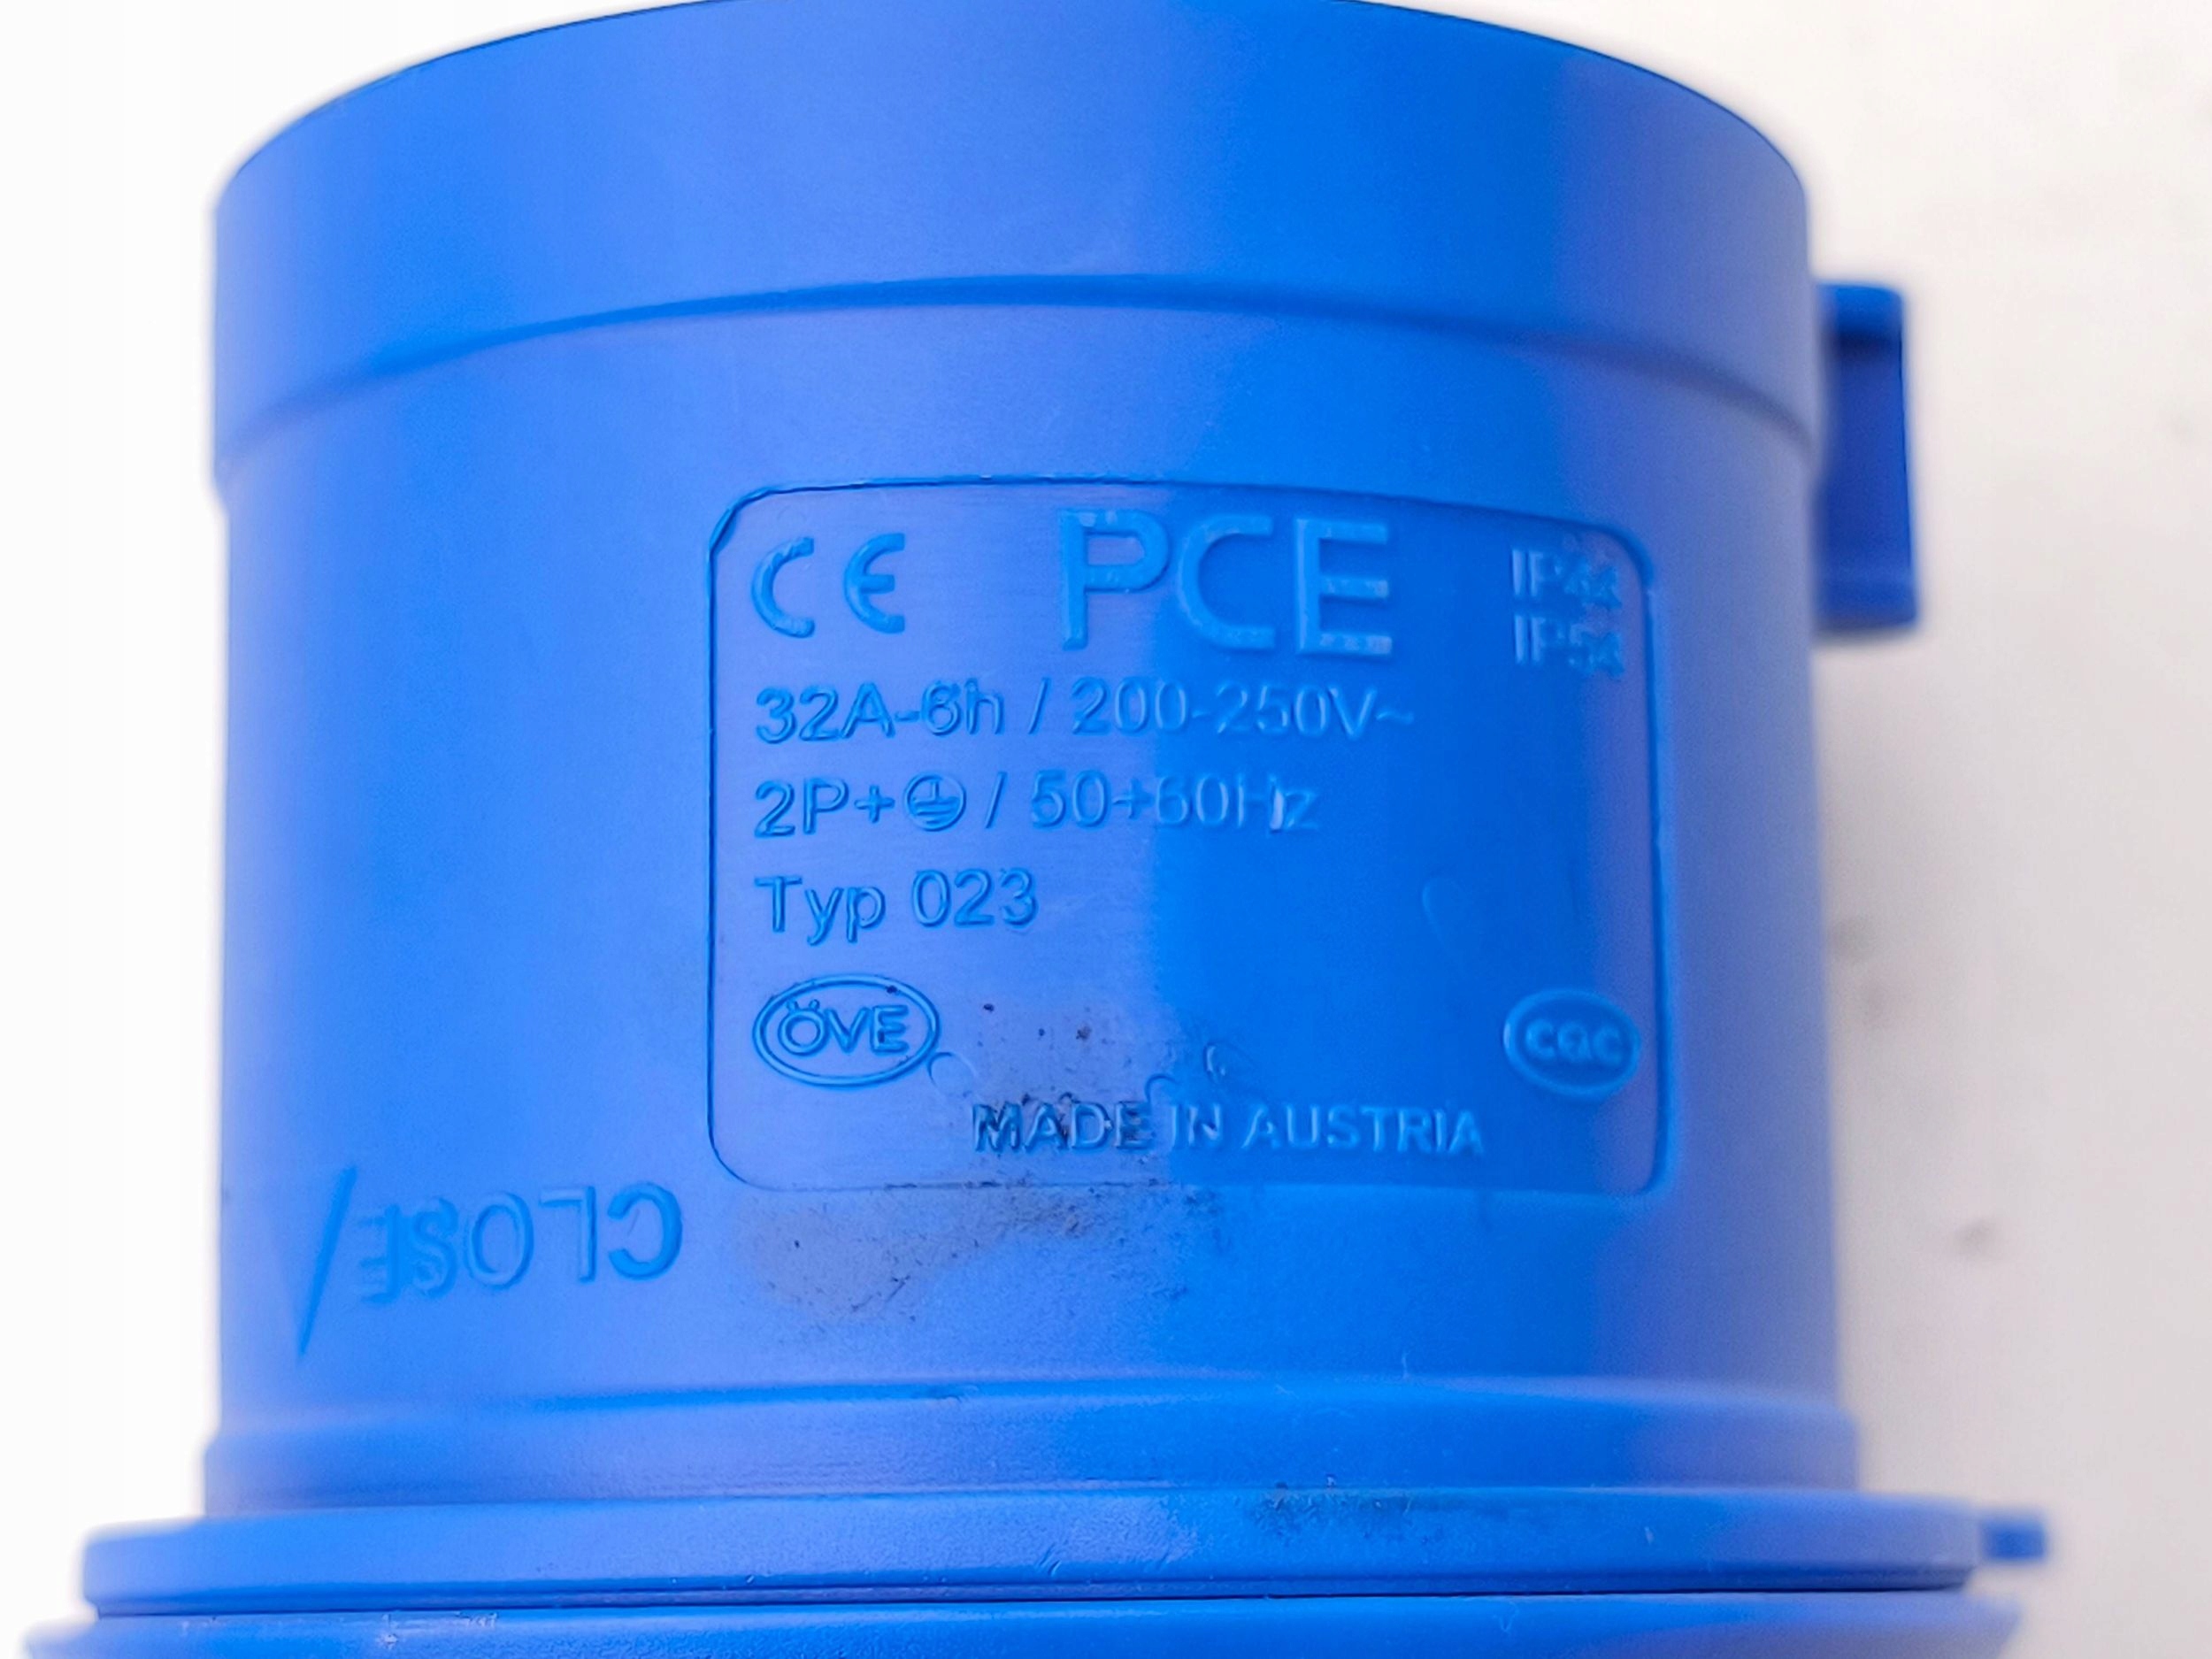 CE PCE IP44
IP54
32A-6h / 200-250V~
2P+⏚ / 50+60Hz
Typ 023
ÖVE
CQC
MADE IN AUSTRIA
CLOSE/